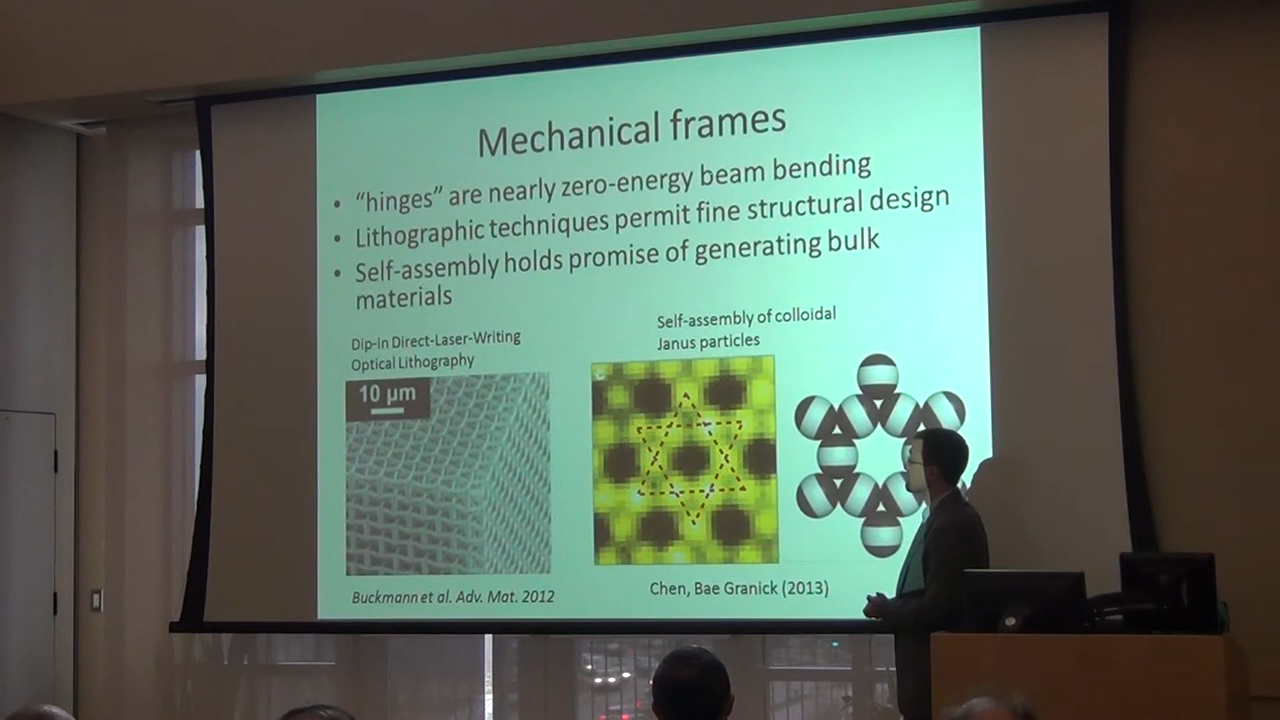 Mechanical frames
• “hinges” are nearly zero-energy beam bending
• Lithographic techniques permit fine structural design
• Self-assembly holds promise of generating bulk
materials
Dip-in Direct-Laser-Writing
Optical Lithography
Self-assembly of colloidal
Janus particles
10 µm
Buckmann et al. Adv. Mat. 2012
Chen, Bae Granick (2013)